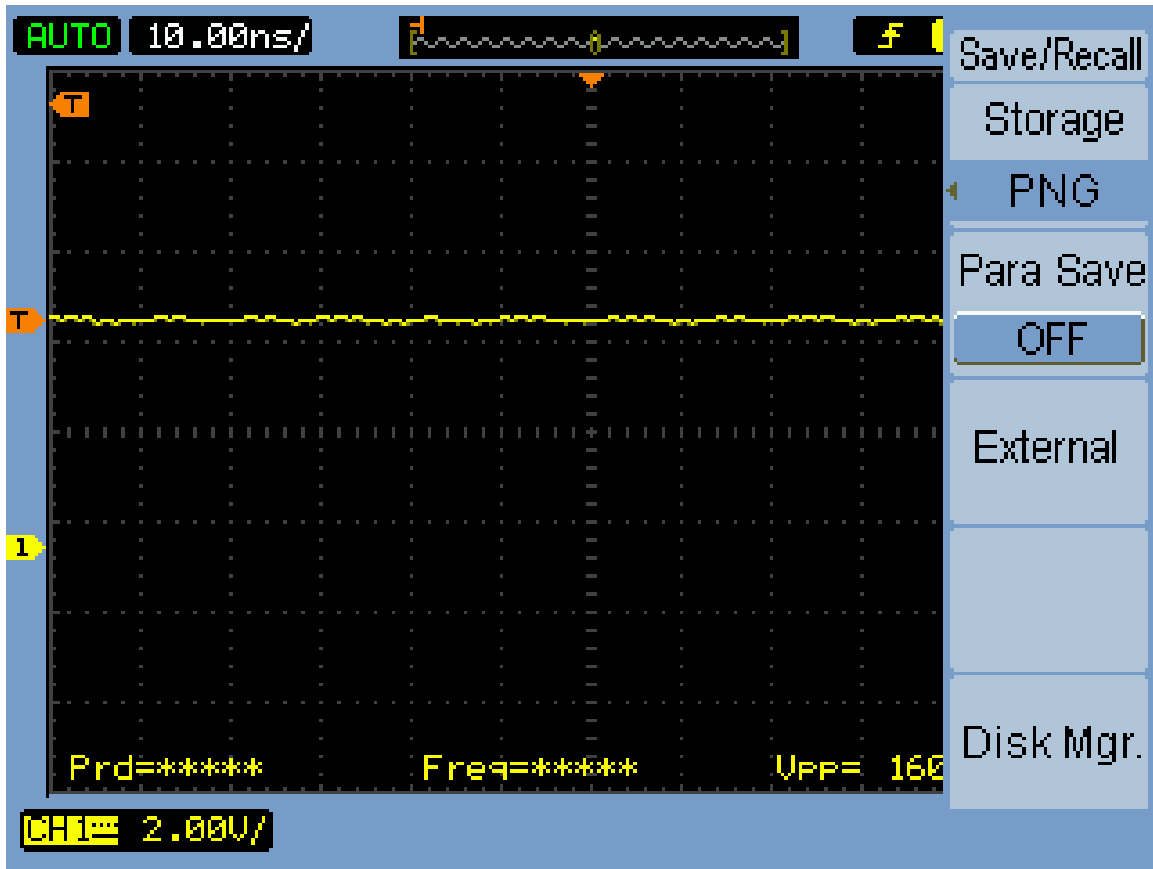 AUTO 10.00ns/
Save/Recall
Storage
PNG
T
Para Save
T
OFF
External
1
Disk Mgr.
Prd=***** Freq=***** Vpp= 160
CH1 2.00V/